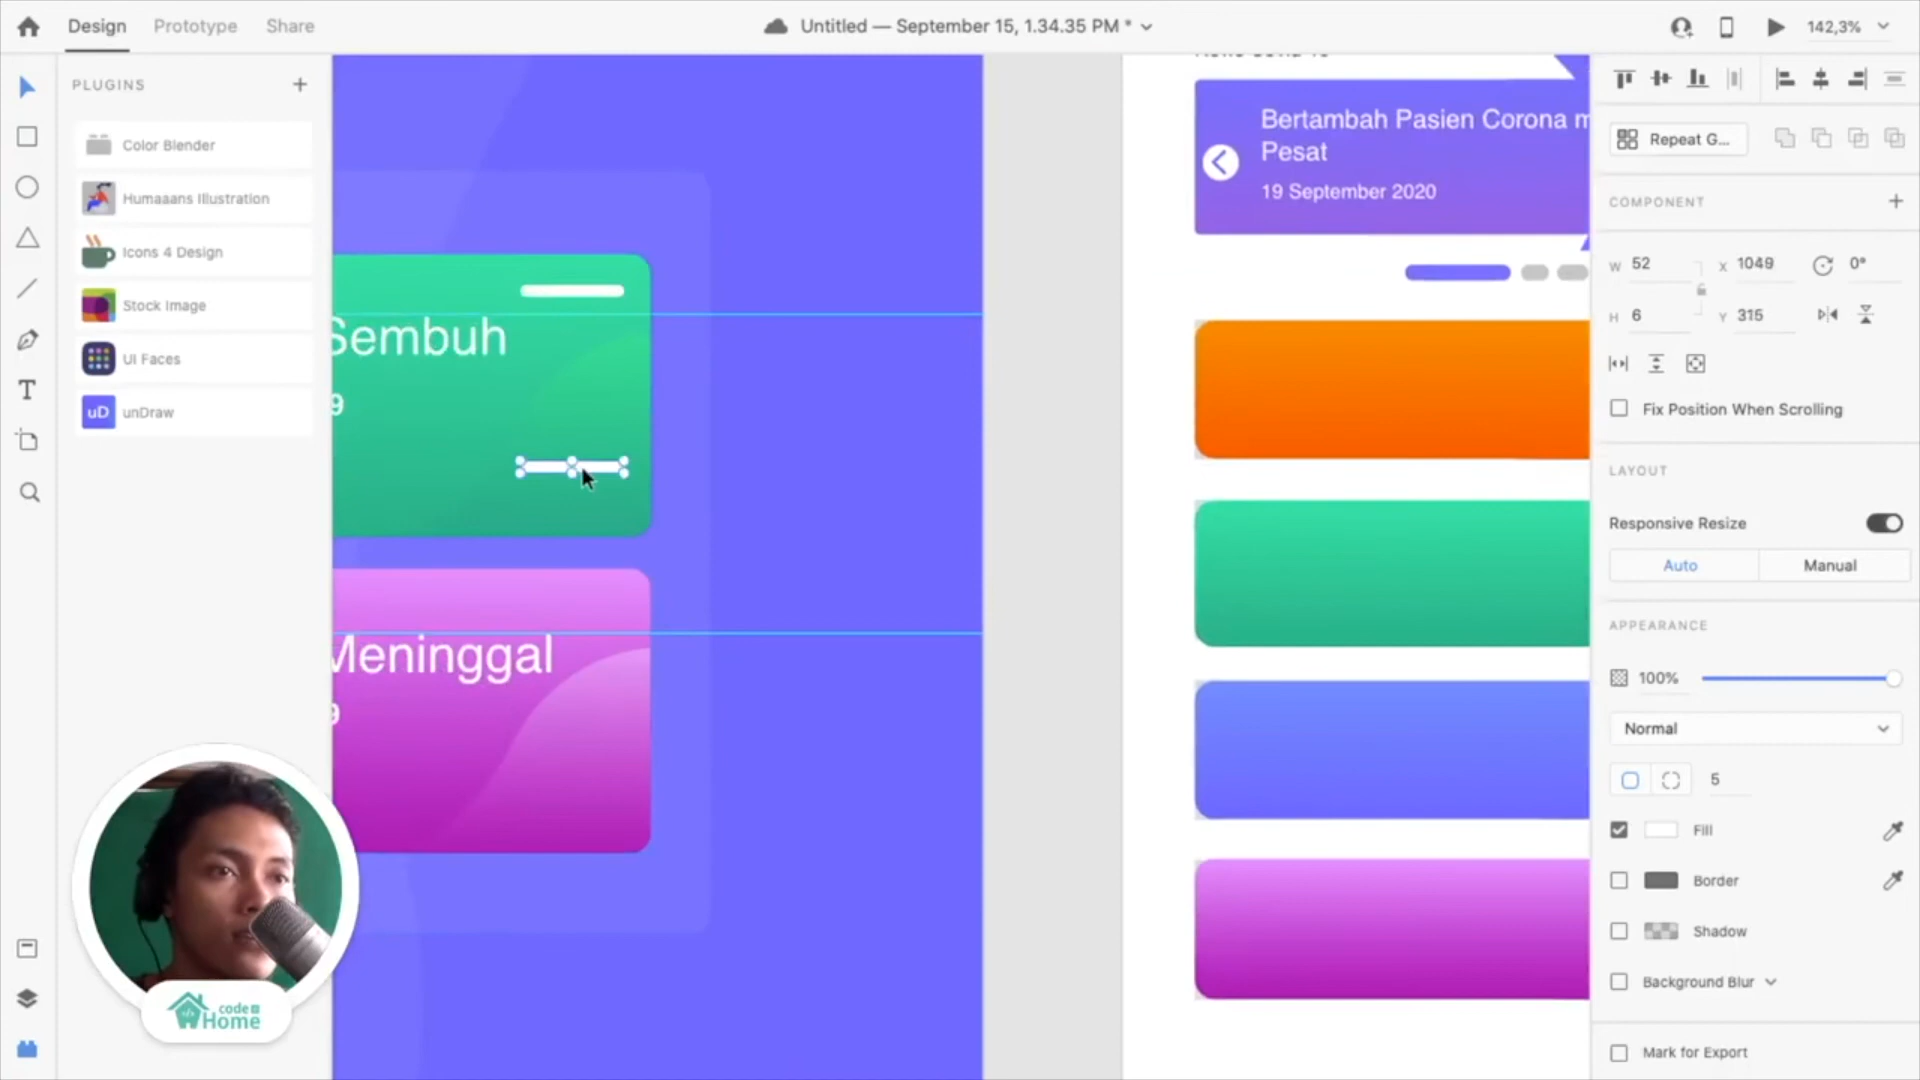 Design
Prototype
Share
Untitled — September 15, 1.34.35 PM *
142,3%
PLUGINS
Color Blender
Humaaans Illustration
Icons 4 Design
Stock Image
UI Faces
uD unDraw
Sembuh
9
Meninggal
9
code
Home
Bertambah Pasien Corona m
Pesat
19 September 2020
Repeat G...
COMPONENT
W 52
X 1049
0°
H 6
Y 315
Fix Position When Scrolling
LAYOUT
Responsive Resize
Auto
Manual
APPEARANCE
100%
Normal
5
Fill
Border
Shadow
Background Blur
Mark for Export